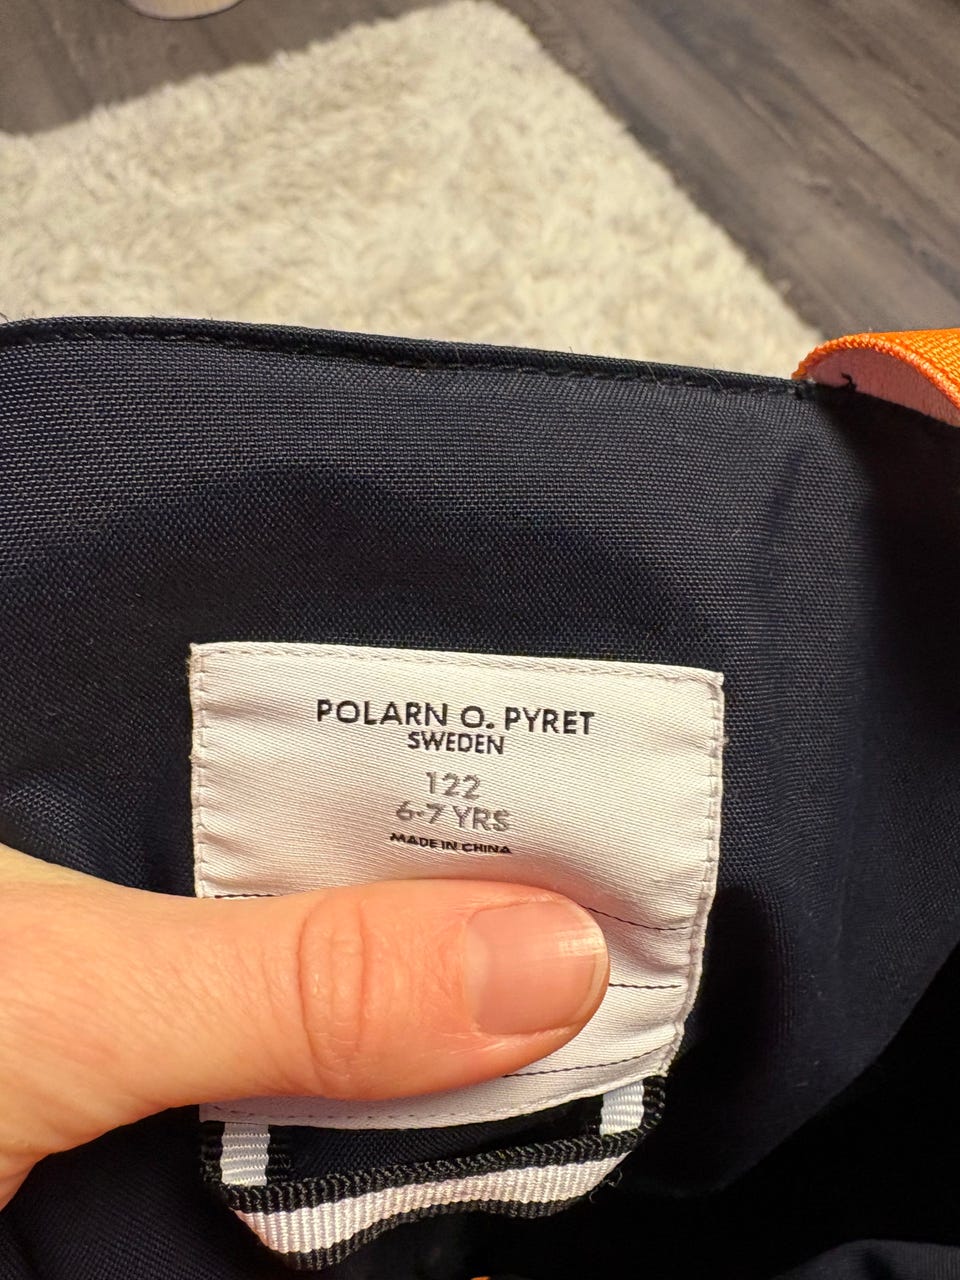 POLARN O. PYRET
SWEDEN
122
6-7 YRS
MADE IN CHINA